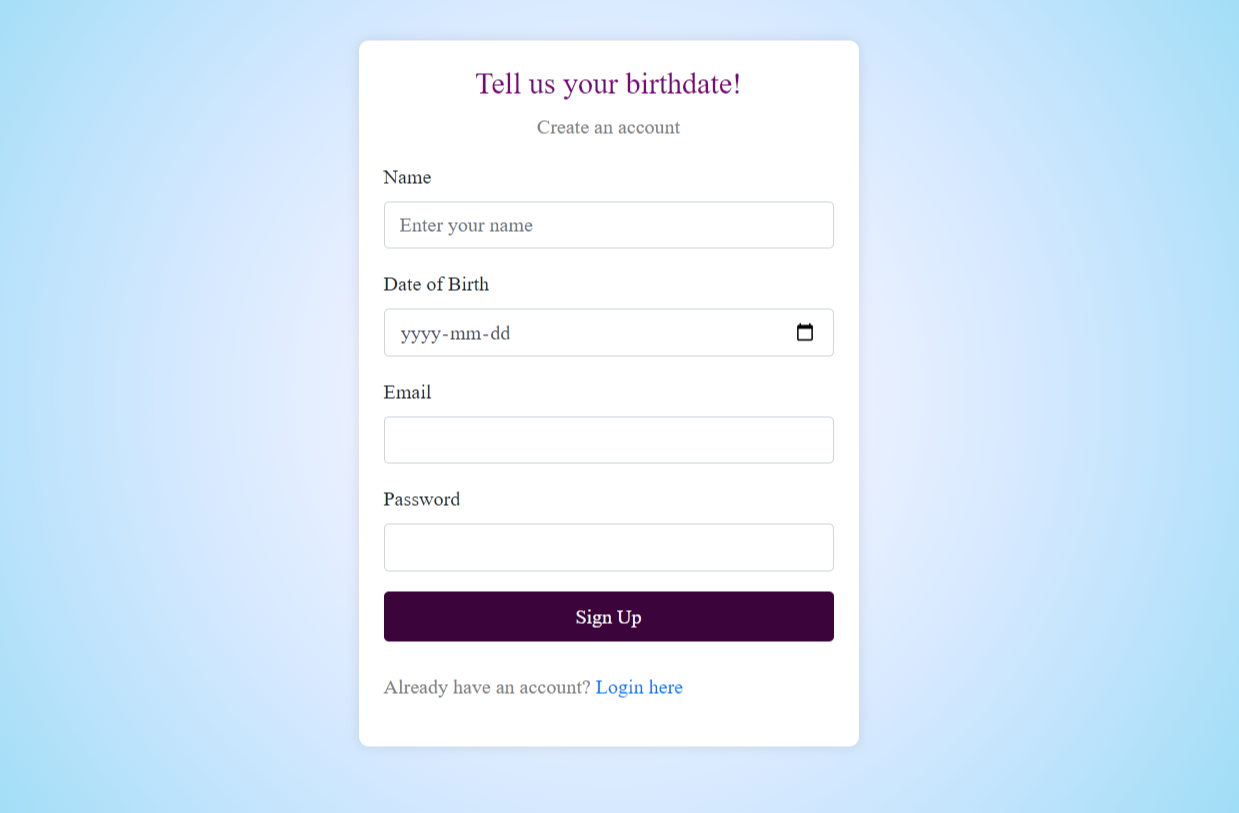 Tell us your birthdate!
Create an account
Name
Enter your name
Date of Birth
yyyy-mm-dd
Email
Password
Sign Up
Already have an account? Login here